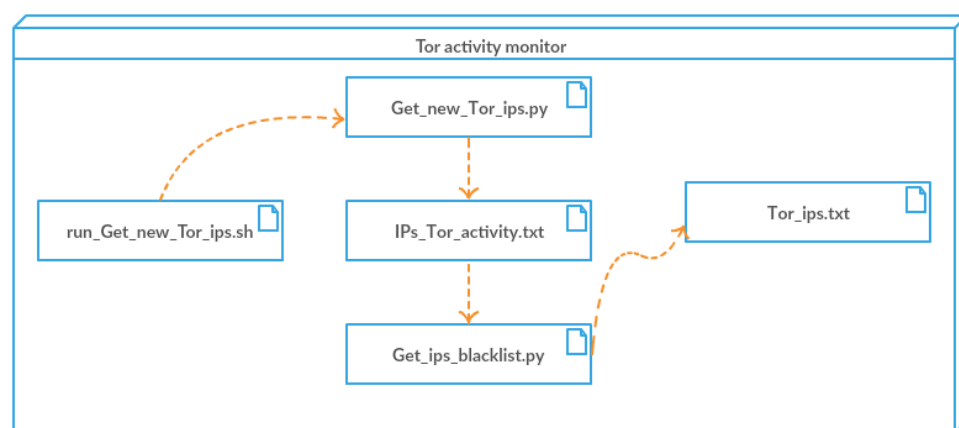 Tor activity monitor
Get_new_Tor_ips.py
Tor_ips.txt
run_Get_new_Tor_ips.sh
IPs_Tor_activity.txt
Get_ips_blacklist.py